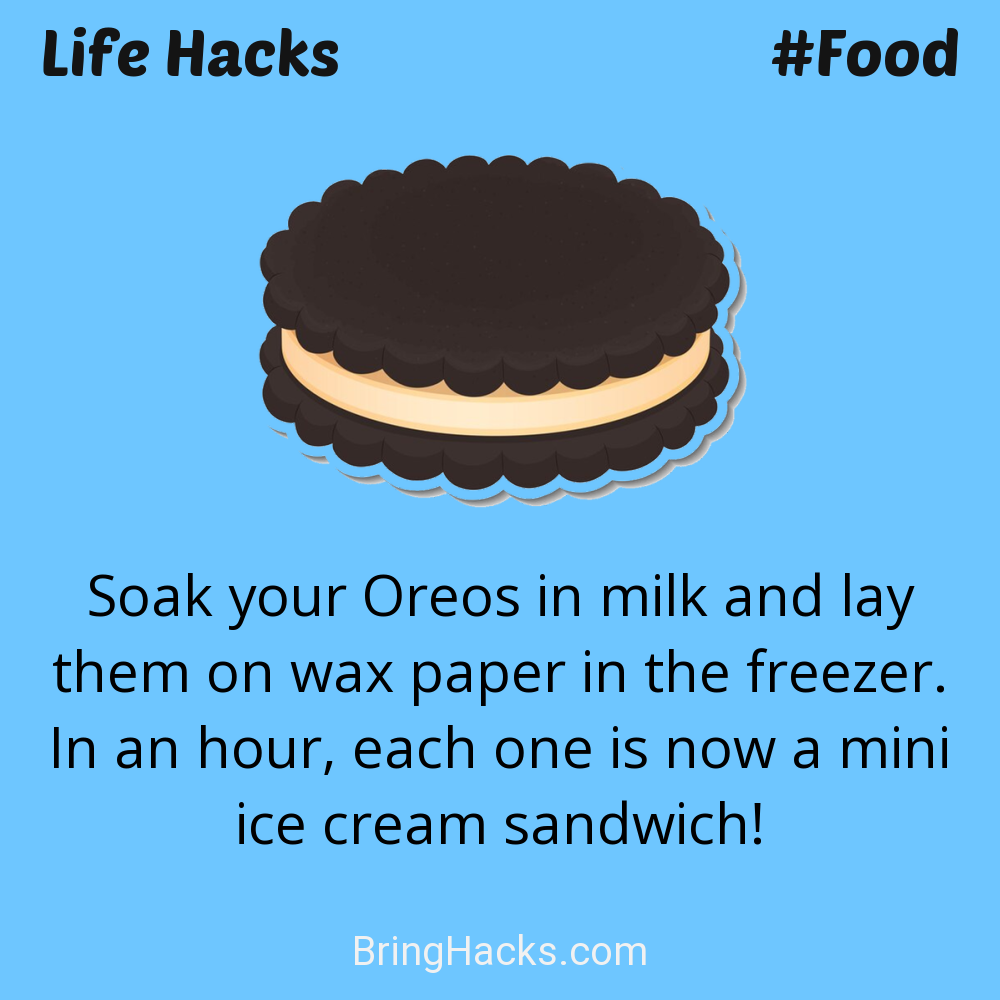 Life Hacks #Food
Soak your Oreos in milk and lay
them on wax paper in the freezer.
In an hour, each one is now a mini
ice cream sandwich!
BringHacks.com